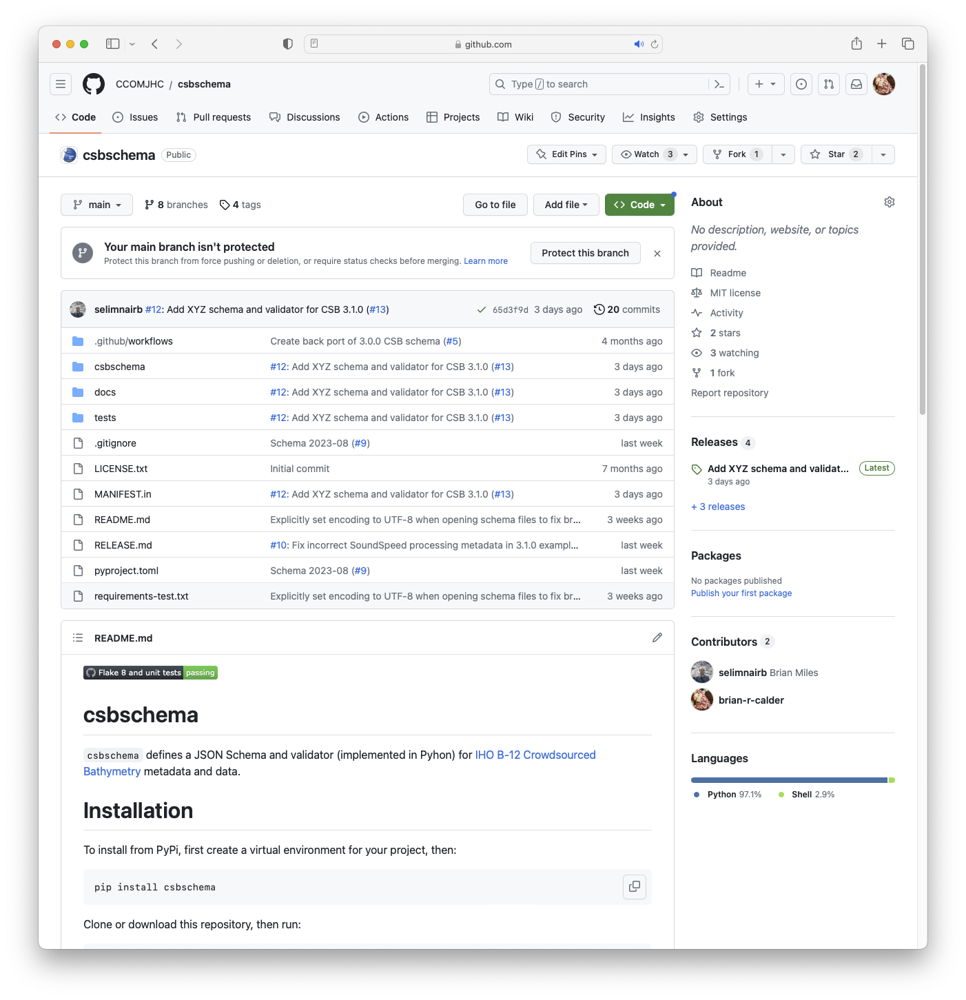 github.com
CCOMJHC / csbschema
Type / to search
Code Issues Pull requests Discussions Actions Projects Wiki Security Insights Settings
csbschema Public
Edit Pins Watch 3 Fork 1 Star 2
main 8 branches 4 tags
Go to file Add file Code
Your main branch isn't protected
Protect this branch from force pushing or deletion, or require status checks before merging. Learn more
Protect this branch
selimnairb #12: Add XYZ schema and validator for CSB 3.1.0 (#13) 65d3f9d 3 days ago 20 commits
.github/workflows Create back port of 3.0.0 CSB schema (#5) 4 months ago
csbschema #12: Add XYZ schema and validator for CSB 3.1.0 (#13) 3 days ago
docs #12: Add XYZ schema and validator for CSB 3.1.0 (#13) 3 days ago
tests #12: Add XYZ schema and validator for CSB 3.1.0 (#13) 3 days ago
.gitignore Schema 2023-08 (#9) last week
LICENSE.txt Initial commit 7 months ago
MANIFEST.in #12: Add XYZ schema and validator for CSB 3.1.0 (#13) 3 days ago
README.md Explicitly set encoding to UTF-8 when opening schema files to fix br... 3 weeks ago
RELEASE.md #10: Fix incorrect SoundSpeed processing metadata in 3.1.0 exampl... last week
pyproject.toml Schema 2023-08 (#9) last week
requirements-test.txt Explicitly set encoding to UTF-8 when opening schema files to fix br... 3 weeks ago
README.md
Flake 8 and unit tests passing
csbschema
csbschema defines a JSON Schema and validator (implemented in Pyhon) for IHO B-12 Crowdsourced
Bathymetry metadata and data.
Installation
To install from PyPi, first create a virtual environment for your project, then:
pip install csbschema
Clone or download this repository, then run:
About
No description, website, or topics
provided.
Readme
MIT license
Activity
2 stars
3 watching
1 fork
Report repository
Releases 4
Add XYZ schema and validat... Latest
3 days ago
+ 3 releases
Packages
No packages published
Publish your first package
Contributors 2
selimnairb Brian Miles
brian-r-calder
Languages
Python 97.1% Shell 2.9%